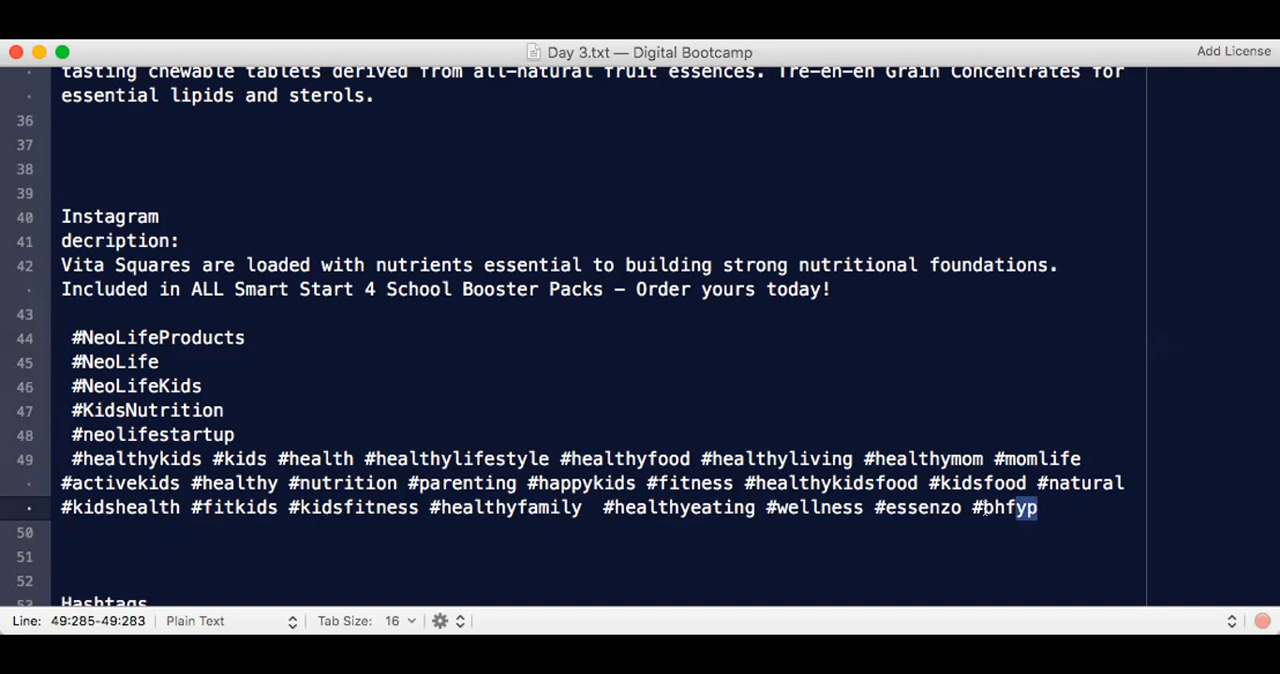 Day 3.txt — Digital Bootcamp
Add License
tasting chewable tablets derived from all-natural fruit essences. Tre-en-en Grain Concentrates for
essential lipids and sterols.
36
37
38
39
40 Instagram
41 decription:
42 Vita Squares are loaded with nutrients essential to building strong nutritional foundations.
Included in ALL Smart Start 4 School Booster Packs – Order yours today!
43
44 #NeoLifeProducts
45 #NeoLife
46 #NeoLifeKids
47 #KidsNutrition
48 #neolifestartup
49 #healthykids #kids #health #healthylifestyle #healthyfood #healthyliving #healthymom #momlife
#activekids #healthy #nutrition #parenting #happykids #fitness #healthykidsfood #kidsfood #natural
#kidshealth #fitkids #kidsfitness #healthyfamily #healthyeating #wellness #essenzo #bhfyp
50
51
52
53 Hashtags
Line: 49:285-49:283 Plain Text Tab Size: 16